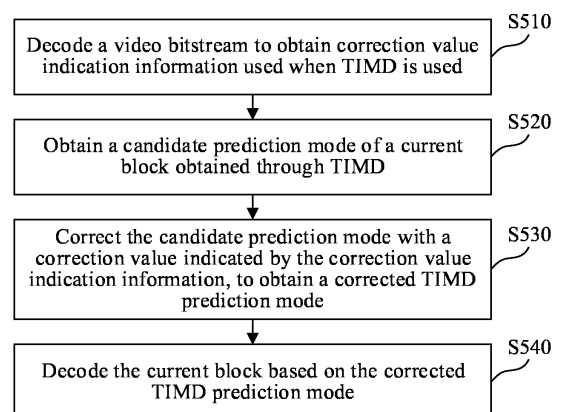 S510
Decode a video bitstream to obtain correction value
indication information used when TIMD is used
S520
Obtain a candidate prediction mode of a current
block obtained through TIMD
S530
Correct the candidate prediction mode with a
correction value indicated by the correction value
indication information, to obtain a corrected TIMD
prediction mode
S540
Decode the current block based on the corrected
TIMD prediction mode